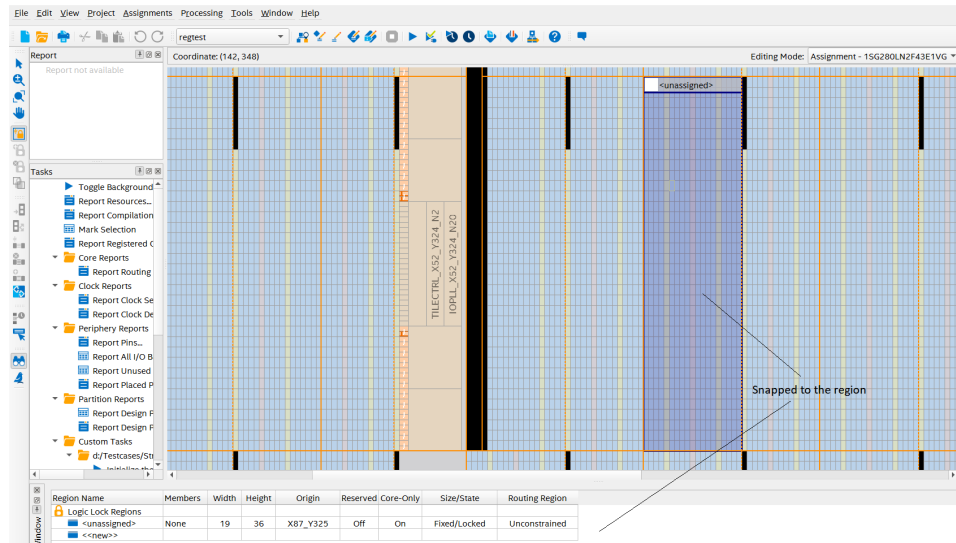 File Edit View Project Assignments Processing Tools Window Help
regtest
Report
Report not available
Coordinate: (142, 348)
Editing Mode: Assignment - 1SG280LN2F43E1VG
<unassigned>
Tasks
Toggle Background
Report Resources...
Report Compilation
Mark Selection
Report Registered C
Core Reports
Report Routing
Clock Reports
Report Clock Se
Report Clock De
Periphery Reports
Report Pins...
Report All I/O B
Report Unused
Report Placed P
Partition Reports
Report Design P
Report Design P
Custom Tasks
d:/Testcases/Str
TILECTRL_X52_Y324_N2
IOPLL_X52_Y324_N20
Snapped to the region
Window
Region Name Members Width Height Origin Reserved Core-Only Size/State Routing Region
Logic Lock Regions
<unassigned> None 19 36 X87_Y325 Off On Fixed/Locked Unconstrained
<<new>>